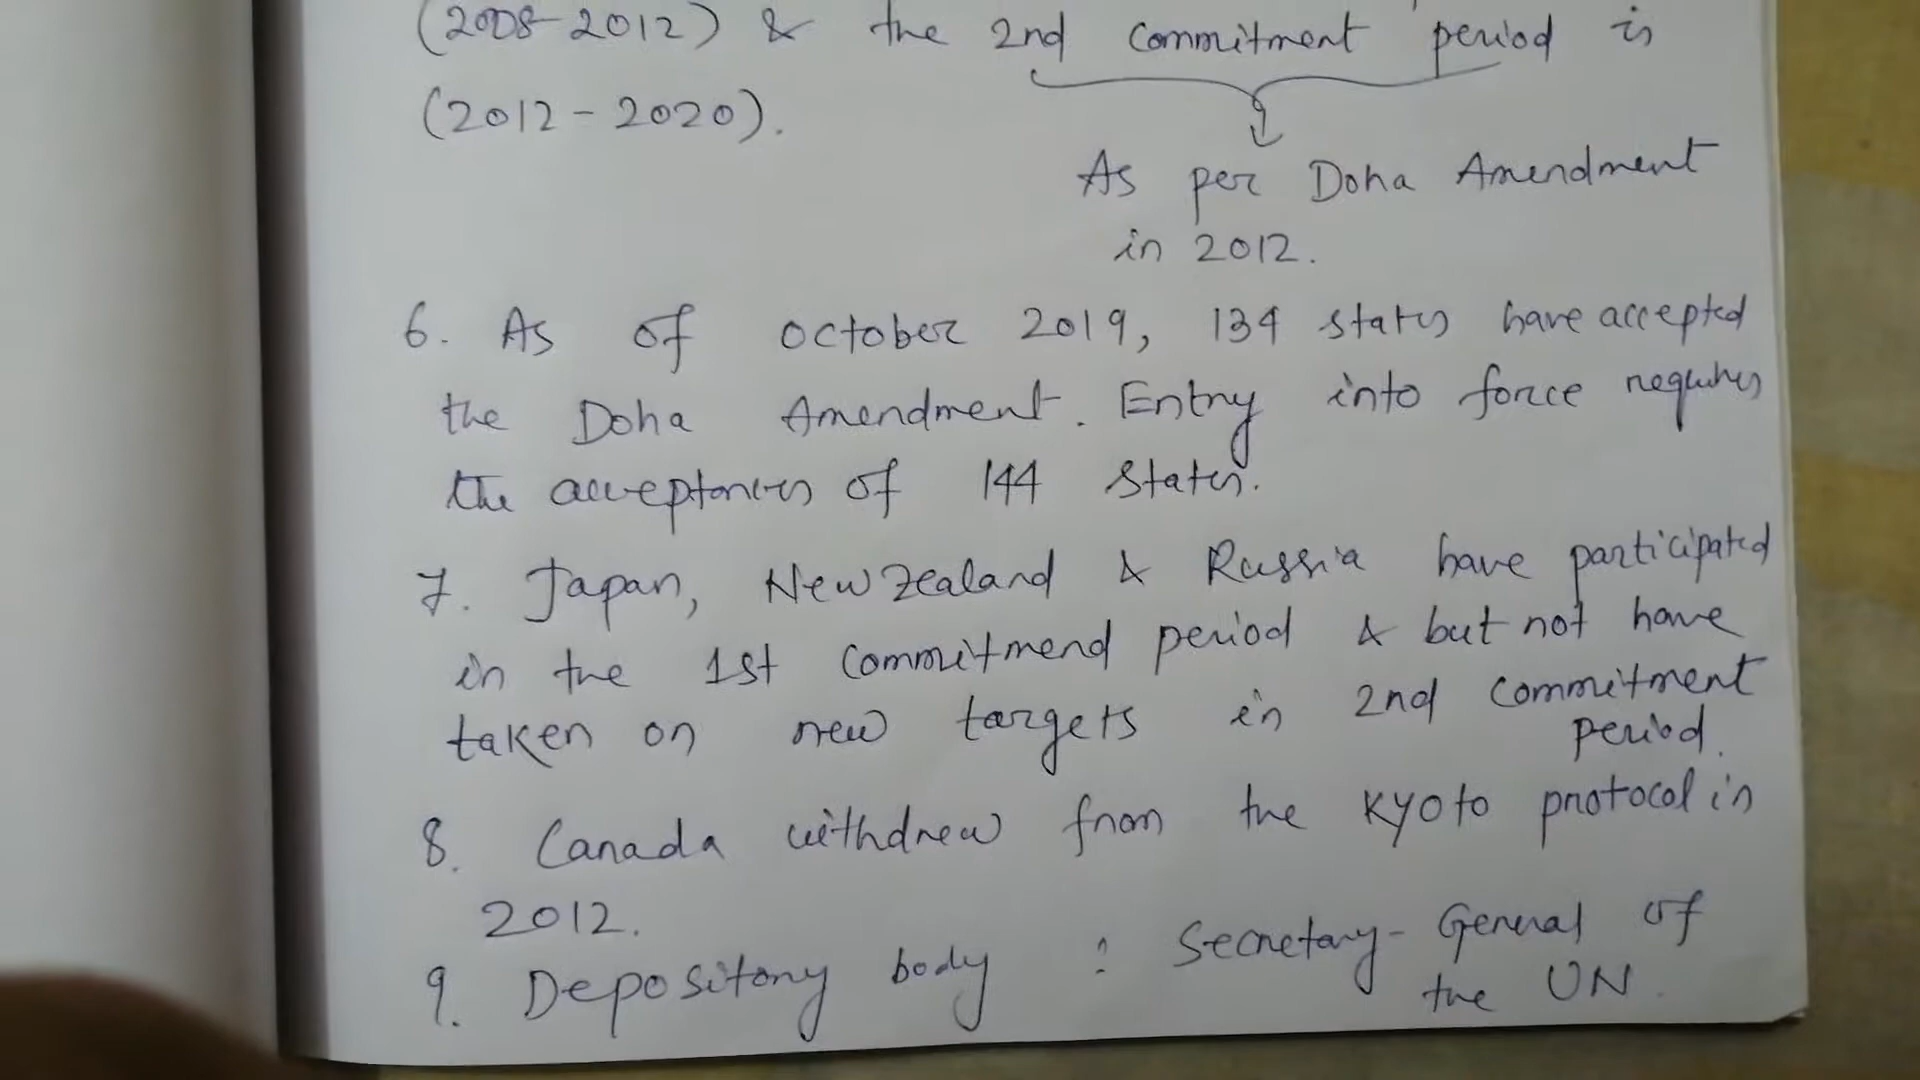 (2008-2012) & the 2nd commitment period is
(2012-2020).
As per Doha Amendment
in 2012.
6. As of october 2019, 134 states have accepted
the Doha Amendment. Entry into force requires
the acceptances of 144 states.
7. Japan, New Zealand & Russia have participated
in the 1st commitmend period & but not have
taken on new targets in 2nd commitment
period.
8. Canada withdrew from the Kyoto protocol in
2012.
9. Depository body : Secretary-General of
the UN.